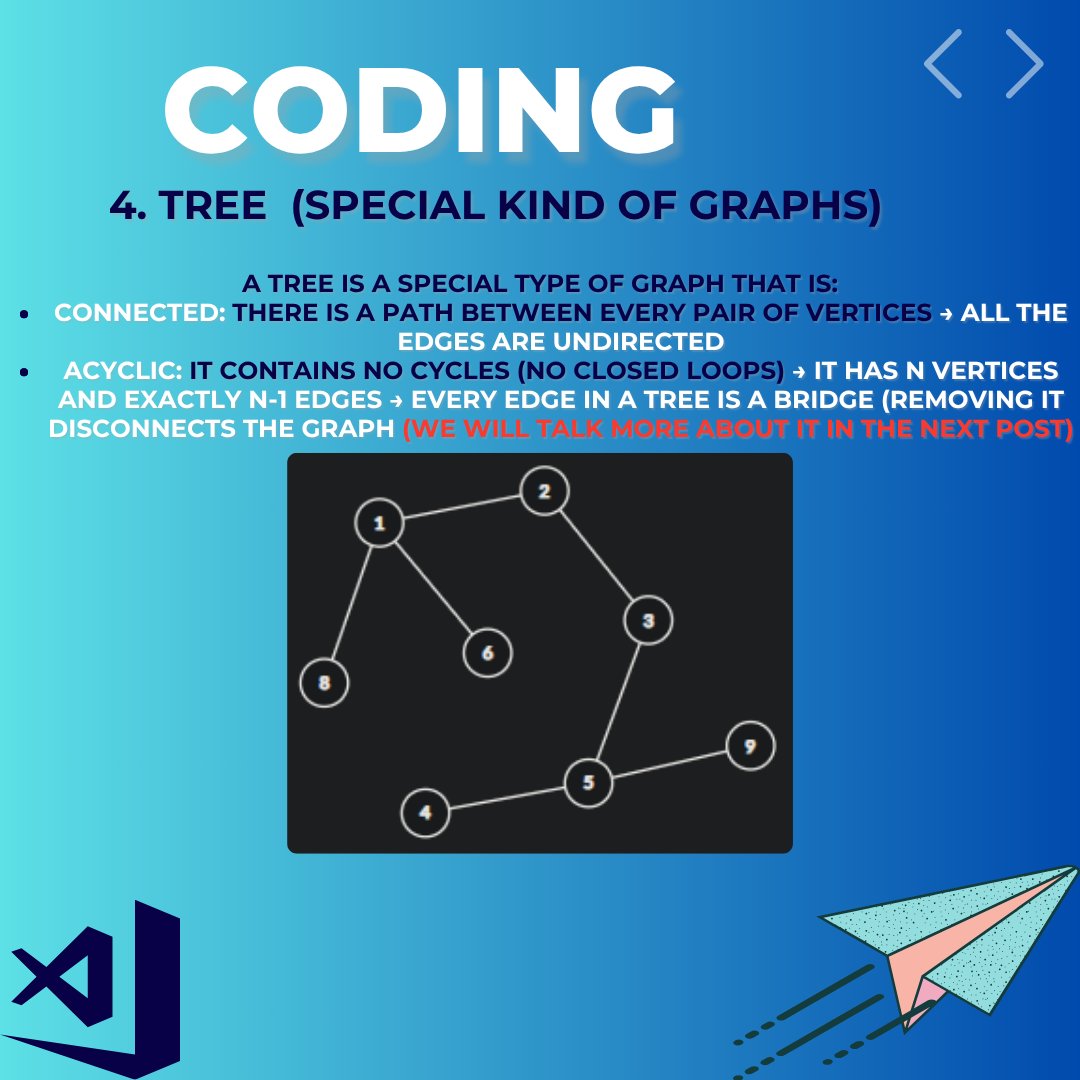 CODING
4. TREE (SPECIAL KIND OF GRAPHS)
A TREE IS A SPECIAL TYPE OF GRAPH THAT IS:
• CONNECTED: THERE IS A PATH BETWEEN EVERY PAIR OF VERTICES → ALL THE
EDGES ARE UNDIRECTED
• ACYCLIC: IT CONTAINS NO CYCLES (NO CLOSED LOOPS) → IT HAS N VERTICES
AND EXACTLY N-1 EDGES → EVERY EDGE IN A TREE IS A BRIDGE (REMOVING IT
DISCONNECTS THE GRAPH (WE WILL TALK MORE ABOUT IT IN THE NEXT POST)
2
1
3
6
8
9
5
4